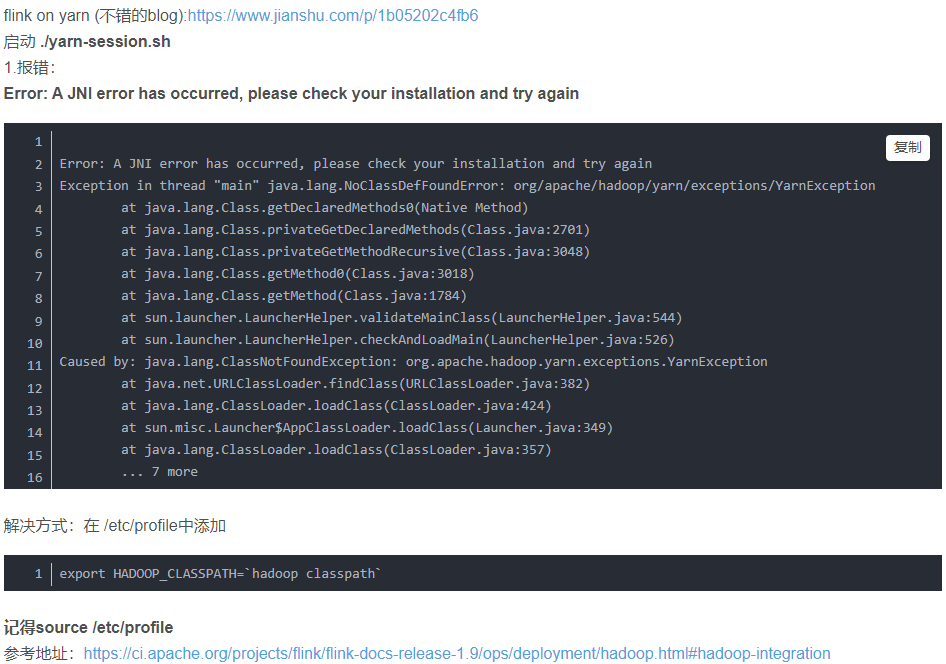 flink on yarn (不错的blog):https://www.jianshu.com/p/1b05202c4fb6
启动 ./yarn-session.sh
1.报错：
Error: A JNI error has occurred, please check your installation and try again
复制
1
2 Error: A JNI error has occurred, please check your installation and try again
3 Exception in thread "main" java.lang.NoClassDefFoundError: org/apache/hadoop/yarn/exceptions/YarnException
4         at java.lang.Class.getDeclaredMethods0(Native Method)
5         at java.lang.Class.privateGetDeclaredMethods(Class.java:2701)
6         at java.lang.Class.privateGetMethodRecursive(Class.java:3048)
7         at java.lang.Class.getMethod0(Class.java:3018)
8         at java.lang.Class.getMethod(Class.java:1784)
9         at sun.launcher.LauncherHelper.validateMainClass(LauncherHelper.java:544)
10         at sun.launcher.LauncherHelper.checkAndLoadMain(LauncherHelper.java:526)
11 Caused by: java.lang.ClassNotFoundException: org.apache.hadoop.yarn.exceptions.YarnException
12         at java.net.URLClassLoader.findClass(URLClassLoader.java:382)
13         at java.lang.ClassLoader.loadClass(ClassLoader.java:424)
14         at sun.misc.Launcher$AppClassLoader.loadClass(Launcher.java:349)
15         at java.lang.ClassLoader.loadClass(ClassLoader.java:357)
16         ... 7 more
解决方式：在 /etc/profile中添加
1 export HADOOP_CLASSPATH=`hadoop classpath`
记得source /etc/profile
参考地址：https://ci.apache.org/projects/flink/flink-docs-release-1.9/ops/deployment/hadoop.html#hadoop-integration